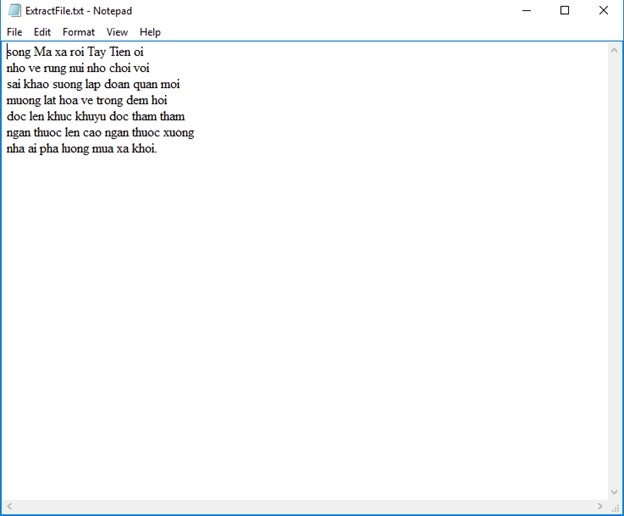 ExtractFile.txt - Notepad
File Edit Format View Help
song Ma xa roi Tay Tien oi
nho ve rung nui nho choi voi
sai khao suong lap doan quan moi
muong lat hoa ve trong dem hoi
doc len khuc khuyu doc tham tham
ngan thuoc len cao ngan thuoc xuong
nha ai pha luong mua xa khoi.